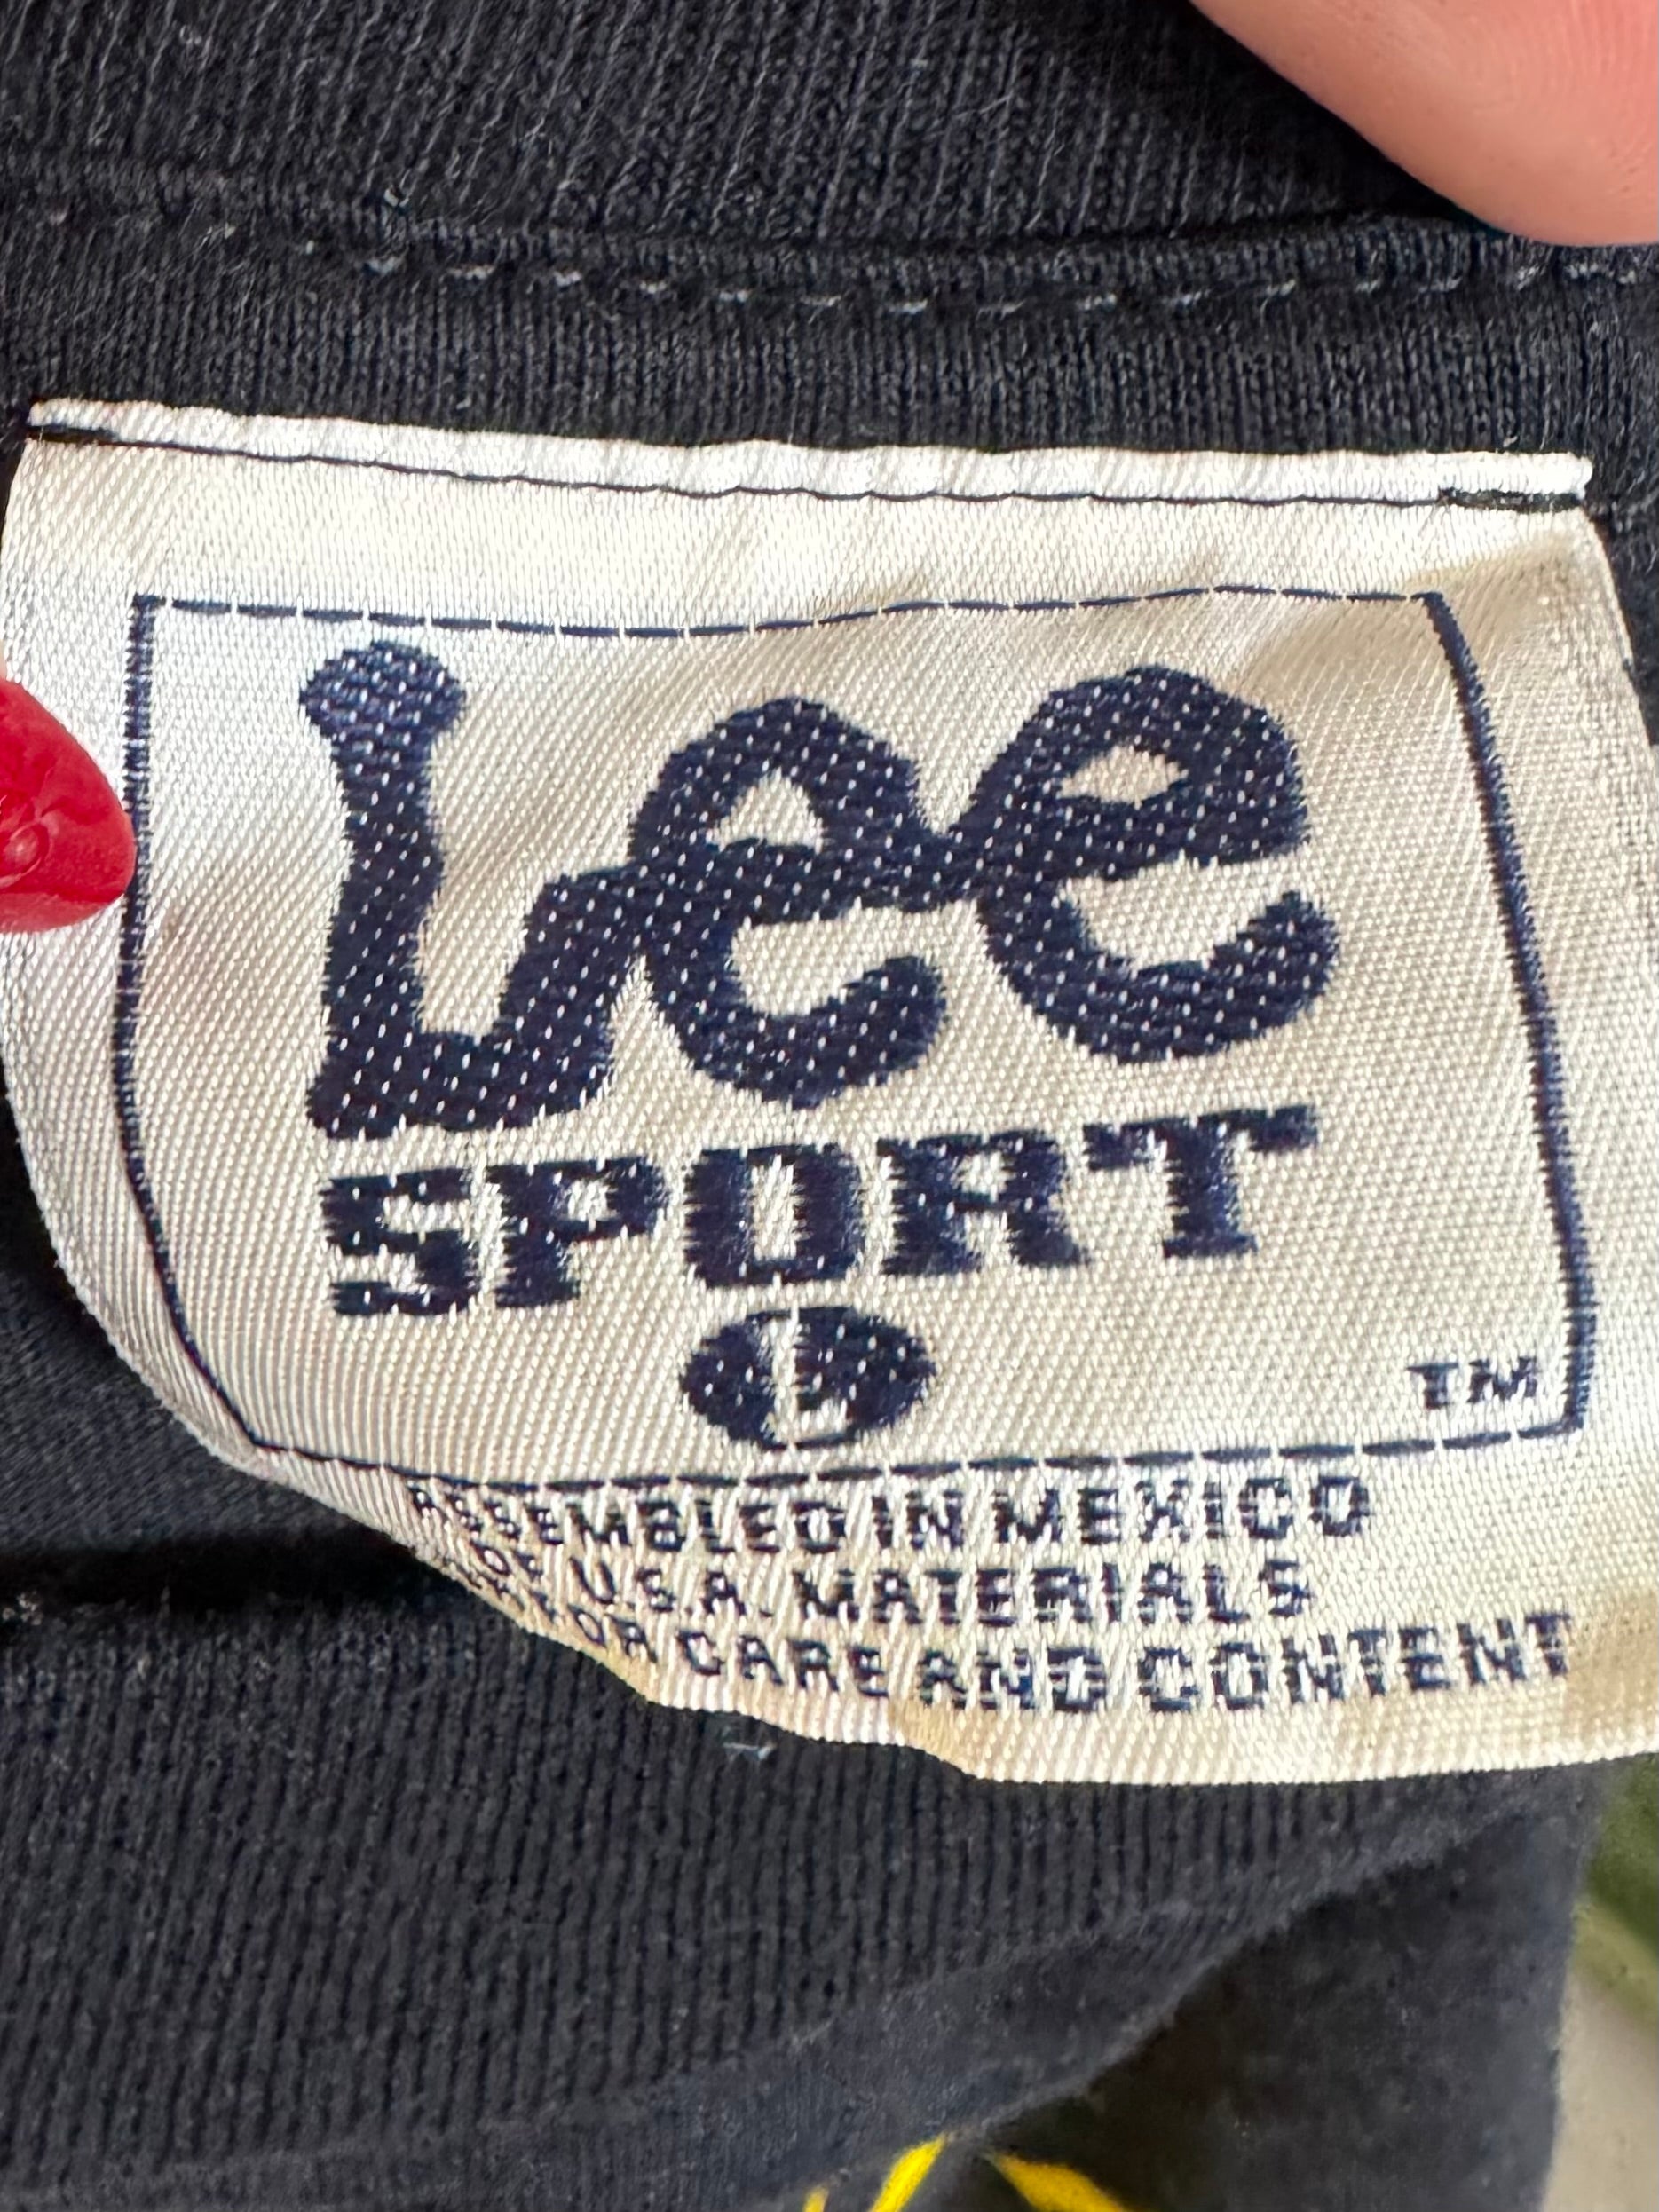 Lee
SPORT
L
TM
ASSEMBLED IN MEXICO
OF U.S.A. MATERIALS
FOR CARE AND CONTENT